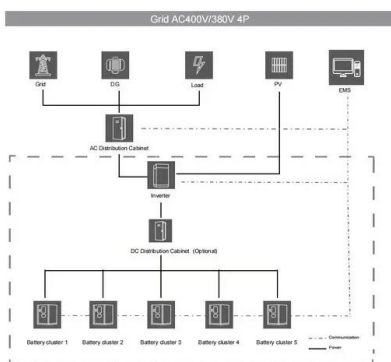 Grid AC400V/380V 4P
Grid
DG
Load
PV
EMS
AC Distribution Cabinet
Inverter
DC Distribution Cabinet (Optional)
Battery cluster 1
Battery cluster 2
Battery cluster 3
Battery cluster 4
Battery cluster 5
Communication
Power